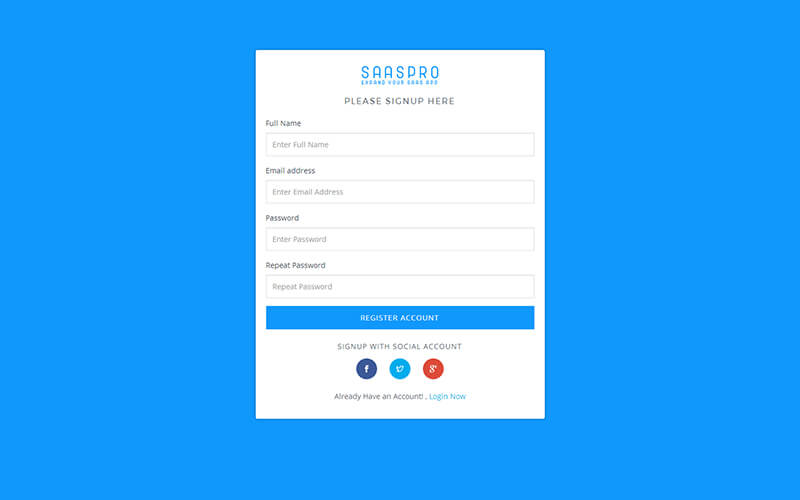 SAASPRO
EXPAND YOUR SAAS APP
PLEASE SIGNUP HERE
Full Name
Enter Full Name
Email address
Enter Email Address
Password
Enter Password
Repeat Password
Repeat Password
REGISTER ACCOUNT
SIGNUP WITH SOCIAL ACCOUNT
Already Have an Account! , Login Now